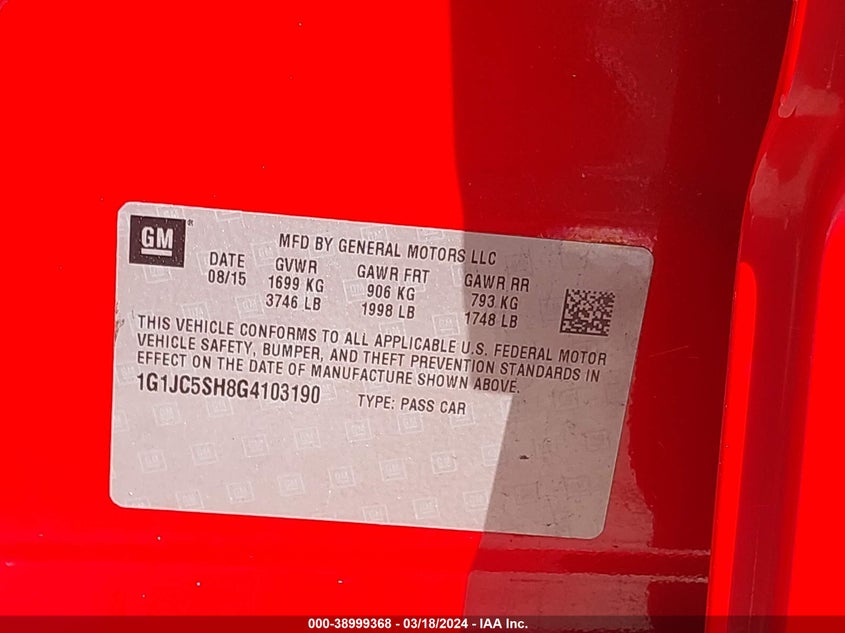 GM ®
MFD BY GENERAL MOTORS LLC
DATE GVWR GAWR FRT GAWR RR
08/15 1699 KG 906 KG 793 KG
3746 LB 1998 LB 1748 LB
THIS VEHICLE CONFORMS TO ALL APPLICABLE U.S. FEDERAL MOTOR
VEHICLE SAFETY, BUMPER, AND THEFT PREVENTION STANDARDS IN
EFFECT ON THE DATE OF MANUFACTURE SHOWN ABOVE.
1G1JC5SH8G4103190 TYPE: PASS CAR
000-38999368 - 03/18/2024 - IAA Inc.